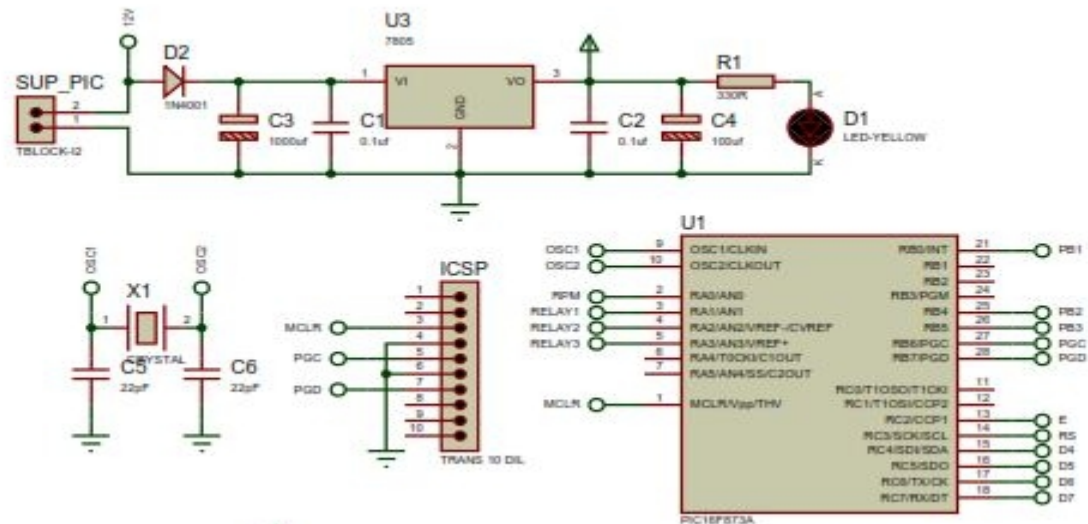 12V
U3
7805
D2
1N4001
SUP_PIC
2
1
TBLOCK-I2
C3
1000uf
C1
0.1uf
1
VI
VO
3
GND
2
C2
0.1uf
C4
100uf
R1
330R
A
D1
LED-YELLOW
K
OSC1
OSC2
X1
1
2
CRYSTAL
C5
22pF
C6
22pF
ICSP
1
2
MCLR 3
4
PGC 5
6
PGD 7
8
9
10
TRANS 10 DIL
U1
OSC1 9 OSC1/CLKIN RB0/INT 21 PB1
OSC2 10 OSC2/CLKOUT RB1 22
RB2 23
RPM 2 RA0/AN0 RB3/PGM 24
RELAY1 3 RA1/AN1 RB4 25 PB2
RELAY2 4 RA2/AN2/VREF-/CVREF RB5 26 PB3
RELAY3 5 RA3/AN3/VREF+ RB6/PGC 27 PGC
6 RA4/T0CKI/C1OUT RB7/PGD 28 PGD
7 RA5/AN4/SS/C2OUT
RC0/T1OSO/T1CKI 11
MCLR 1 MCLR/Vpp/THV RC1/T1OSI/CCP2 12
RC2/CCP1 13 E
RC3/SCK/SCL 14 RS
RC4/SDI/SDA 15 D4
RC5/SDO 16 D5
RC6/TX/CK 17 D6
RC7/RX/DT 18 D7
PIC16F873A